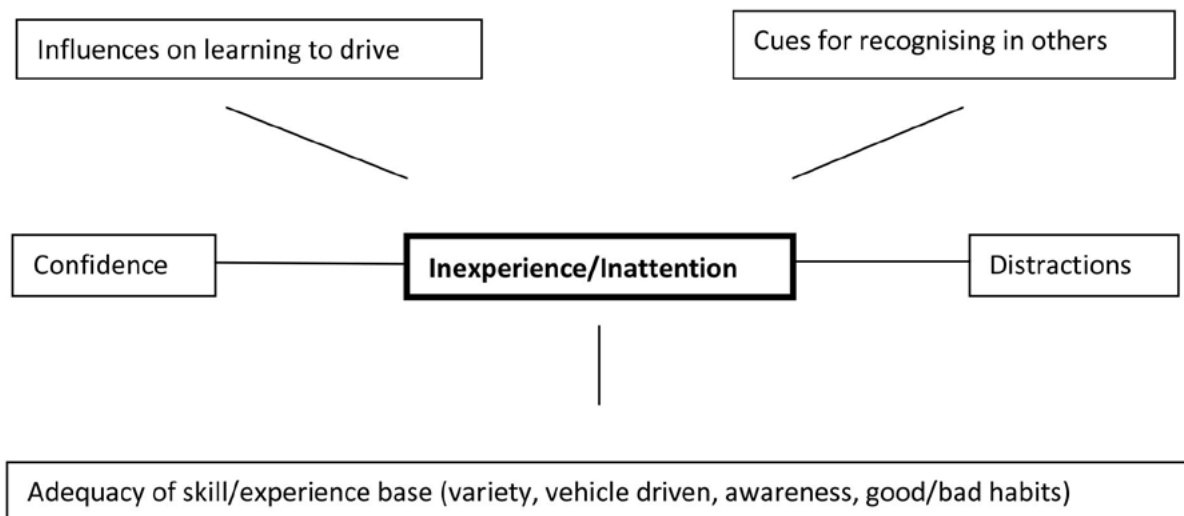 Influences on learning to drive
Cues for recognising in others
Confidence
Inexperience/Inattention
Distractions
Adequacy of skill/experience base (variety, vehicle driven, awareness, good/bad habits)